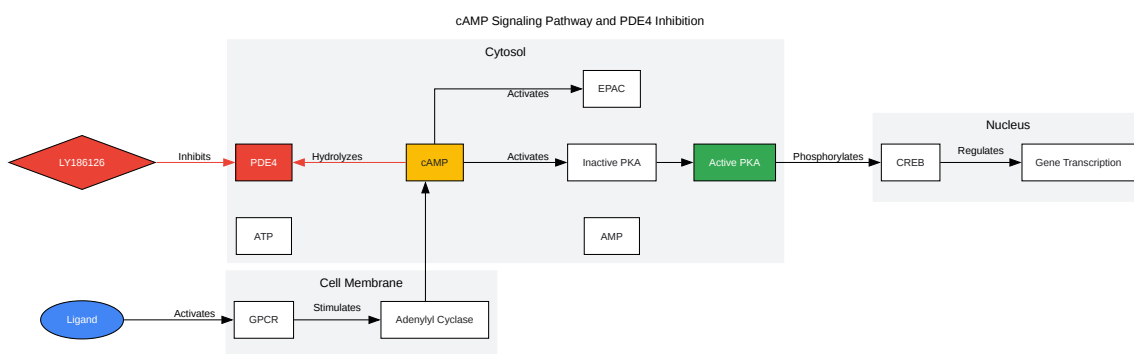 cAMP Signaling Pathway and PDE4 Inhibition
Cytosol
Activates
EPAC
Nucleus
LY186126
Inhibits
PDE4
Hydrolyzes
cAMP
Activates
Inactive PKA
Active PKA
Phosphorylates
CREB
Regulates
Gene Transcription
ATP
AMP
Cell Membrane
Ligand
Activates
GPCR
Stimulates
Adenylyl Cyclase